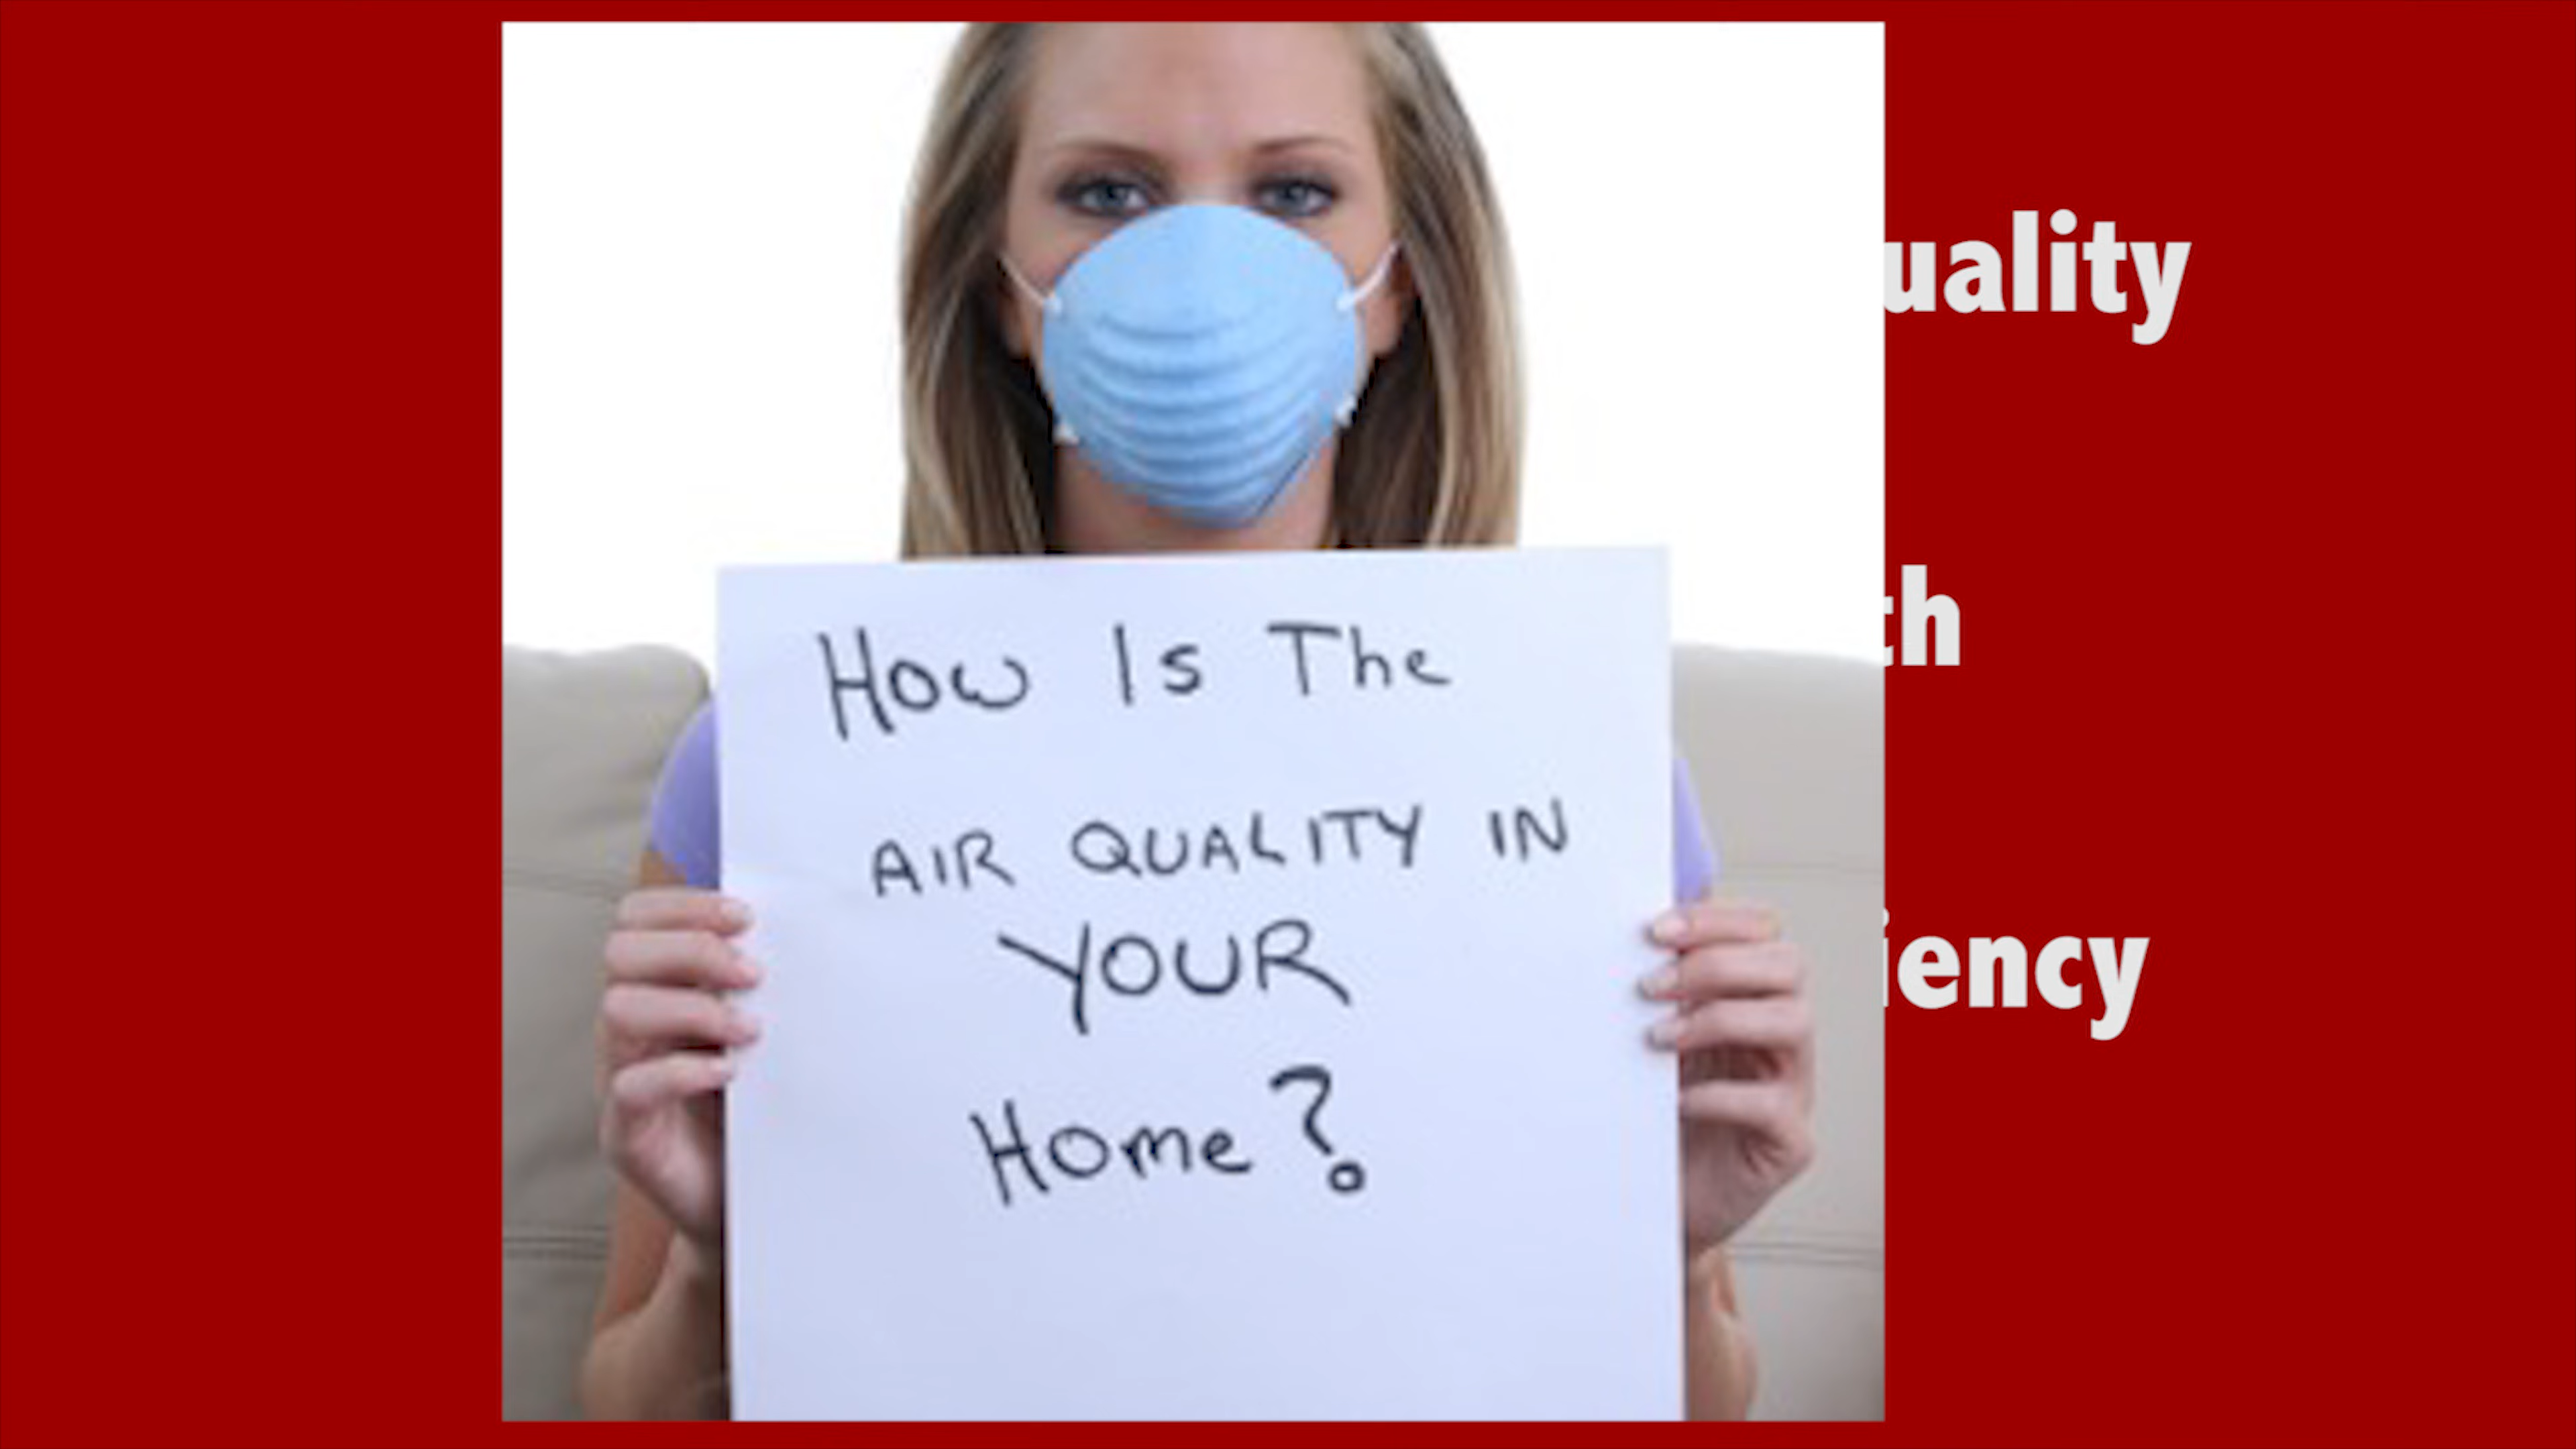 How Is The
AIR QUALITY IN
YOUR
Home?
uality
th
iency